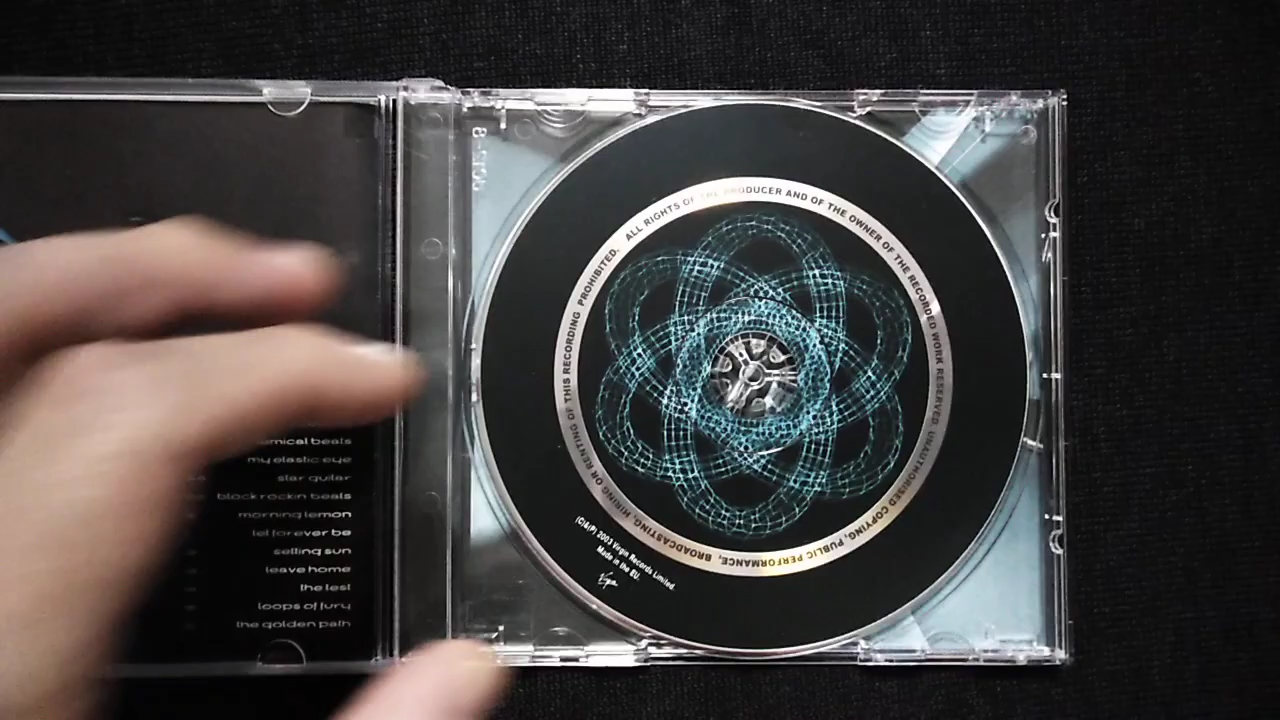 emical beats
my elastic eye
star guitar
block rockin beats
morning lemon
let forever be
setting sun
leave home
the test
loops of fury
the golden path
ALL RIGHTS OF THE PRODUCER AND OF THE OWNER OF THE RECORDED WORK RESERVED. UNAUTHORISED COPYING, PUBLIC PERFORMANCE, BROADCASTING, HIRING OR RENTING OF THIS RECORDING PROHIBITED.
(C)&(P) 2003 Virgin Records Limited.
Made in the EU.
Virgin